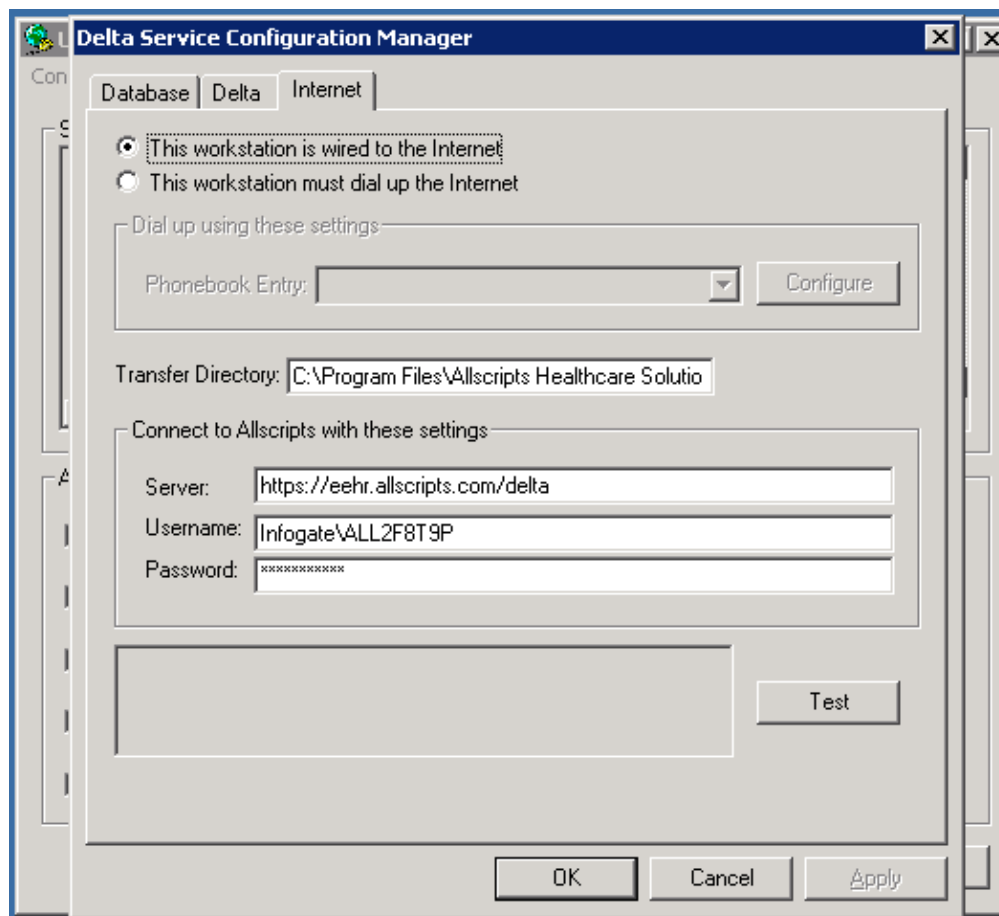 Delta Service Configuration Manager
Con
Database Delta Internet
This workstation is wired to the Internet
This workstation must dial up the Internet
Dial up using these settings
Phonebook Entry:
Configure
Transfer Directory: C:\Program Files\Allscripts Healthcare Solutio
Connect to Allscripts with these settings
Server: https://eehr.allscripts.com/delta
Username: Infogate\ALL2F8T9P
Password: ***********
Test
OK Cancel Apply